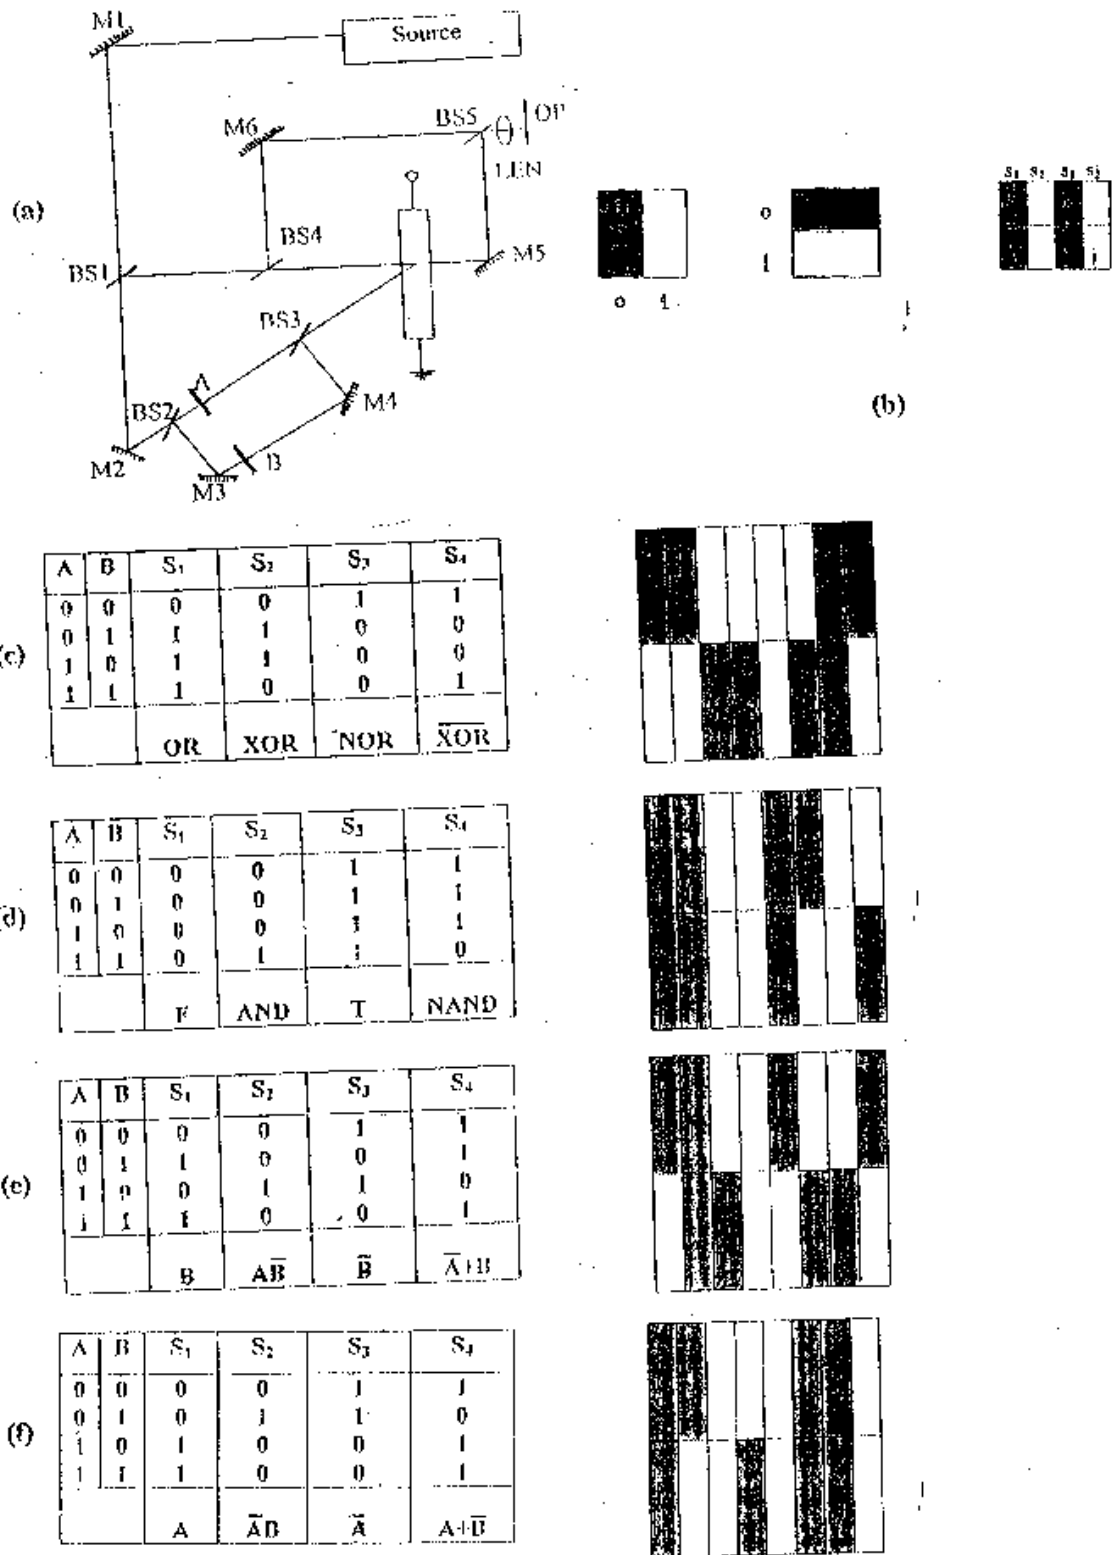 M1
Source
M6
BS5
OP
LEN
(a)
BS4
BS1
M5
BS3
A
BS2
M4
M2
B
M3
0
1
0 1
S₁ S₂ S₃ S₄
(b)
(c)
A B S₁ S₂ S₃ S₄
0 0 0 0 1 1
0 1 1 1 0 0
1 0 1 1 0 0
1 1 1 0 0 1
OR XOR NOR X̅O̅R̅
(d)
A B S₁ S₂ S₃ S₄
0 0 0 0 1 1
0 1 0 0 1 1
1 0 0 0 1 1
1 1 0 1 1 0
F AND T NAND
(e)
A B S₁ S₂ S₃ S₄
0 0 0 0 1 1
0 1 1 0 0 1
1 0 0 1 1 0
1 1 1 0 0 1
B AB̅ B̅ A̅+B
(f)
A B S₁ S₂ S₃ S₄
0 0 0 0 1 1
0 1 0 1 1 0
1 0 1 0 0 1
1 1 1 0 0 1
A A̅B A̅ A+B̅